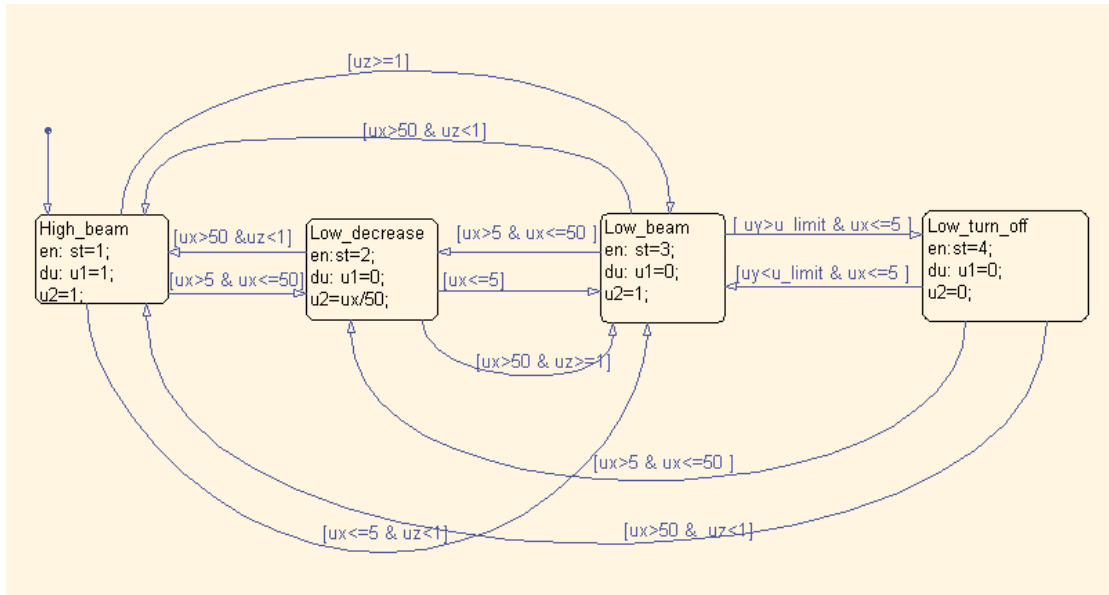 [uz>=1]
[ux>50 & uz<1]
High_beam
en: st=1;
du: u1=1;
u2=1;
[ux>50 &uz<1]
[ux>5 & ux<=50]
Low_decrease
en:st=2;
du: u1=0;
u2=ux/50;
[ux>5 & ux<=50 ]
[ux<=5]
Low_beam
en: st=3;
du: u1=0;
u2=1;
[ uy>u_limit & ux<=5 ]
[uy<u_limit & ux<=5 ]
Low_turn_off
en:st=4;
du: u1=0;
u2=0;
[ux>50 & uz>=1]
[ux>5 & ux<=50 ]
[ux<=5 & uz<1]
[ux>50 & uz<1]